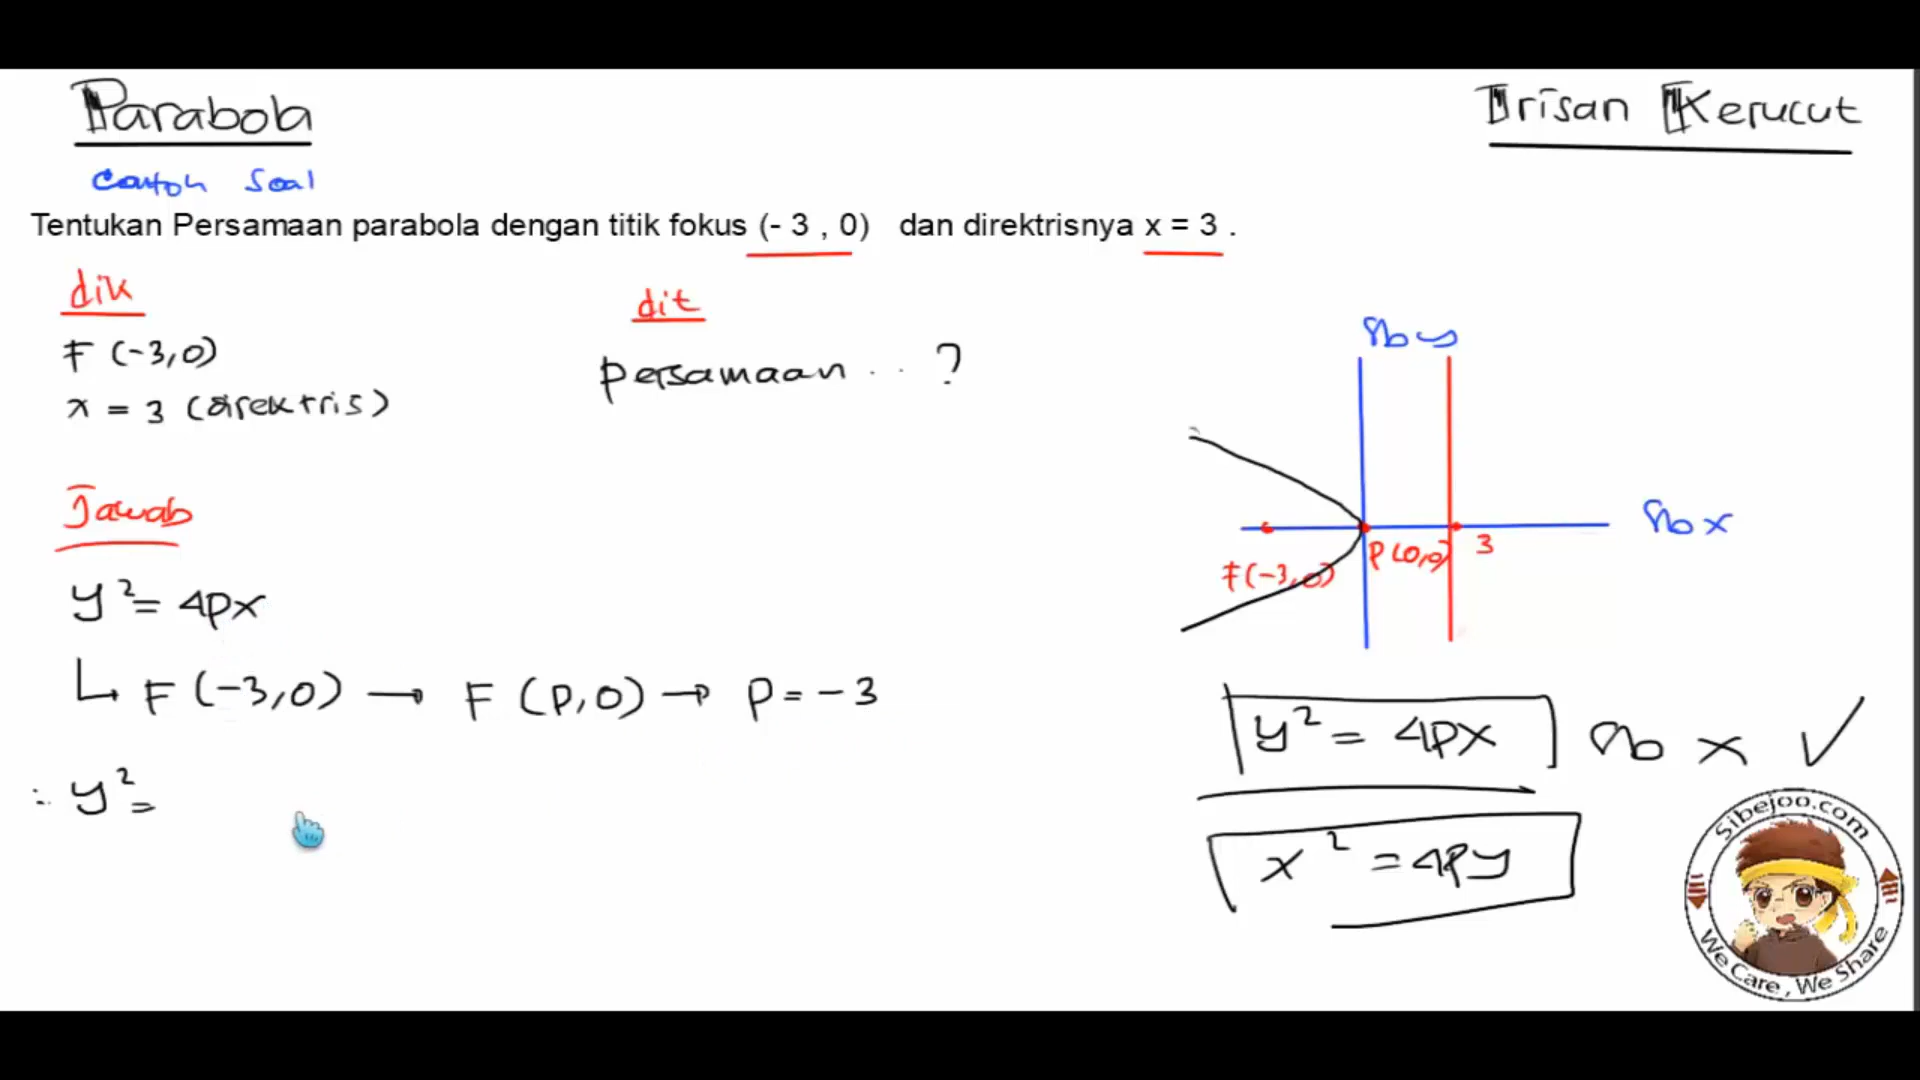 Parabola
Irisan Kerucut
Contoh Soal
Tentukan Persamaan parabola dengan titik fokus (- 3 , 0) dan direktrisnya x = 3 .
dik
dit
F (-3,0)
x = 3 (direktris)
persamaan . . ?
Sb y
Sb x
F(-3,0)
P(0,0)
3
Jawab
y² = 4px
↳ F (-3,0) → F (P,0) → P = -3
∴ y² =
y² = 4px Sb x ✓
x² = 4py
Sibejoo.com
We Care, We Share